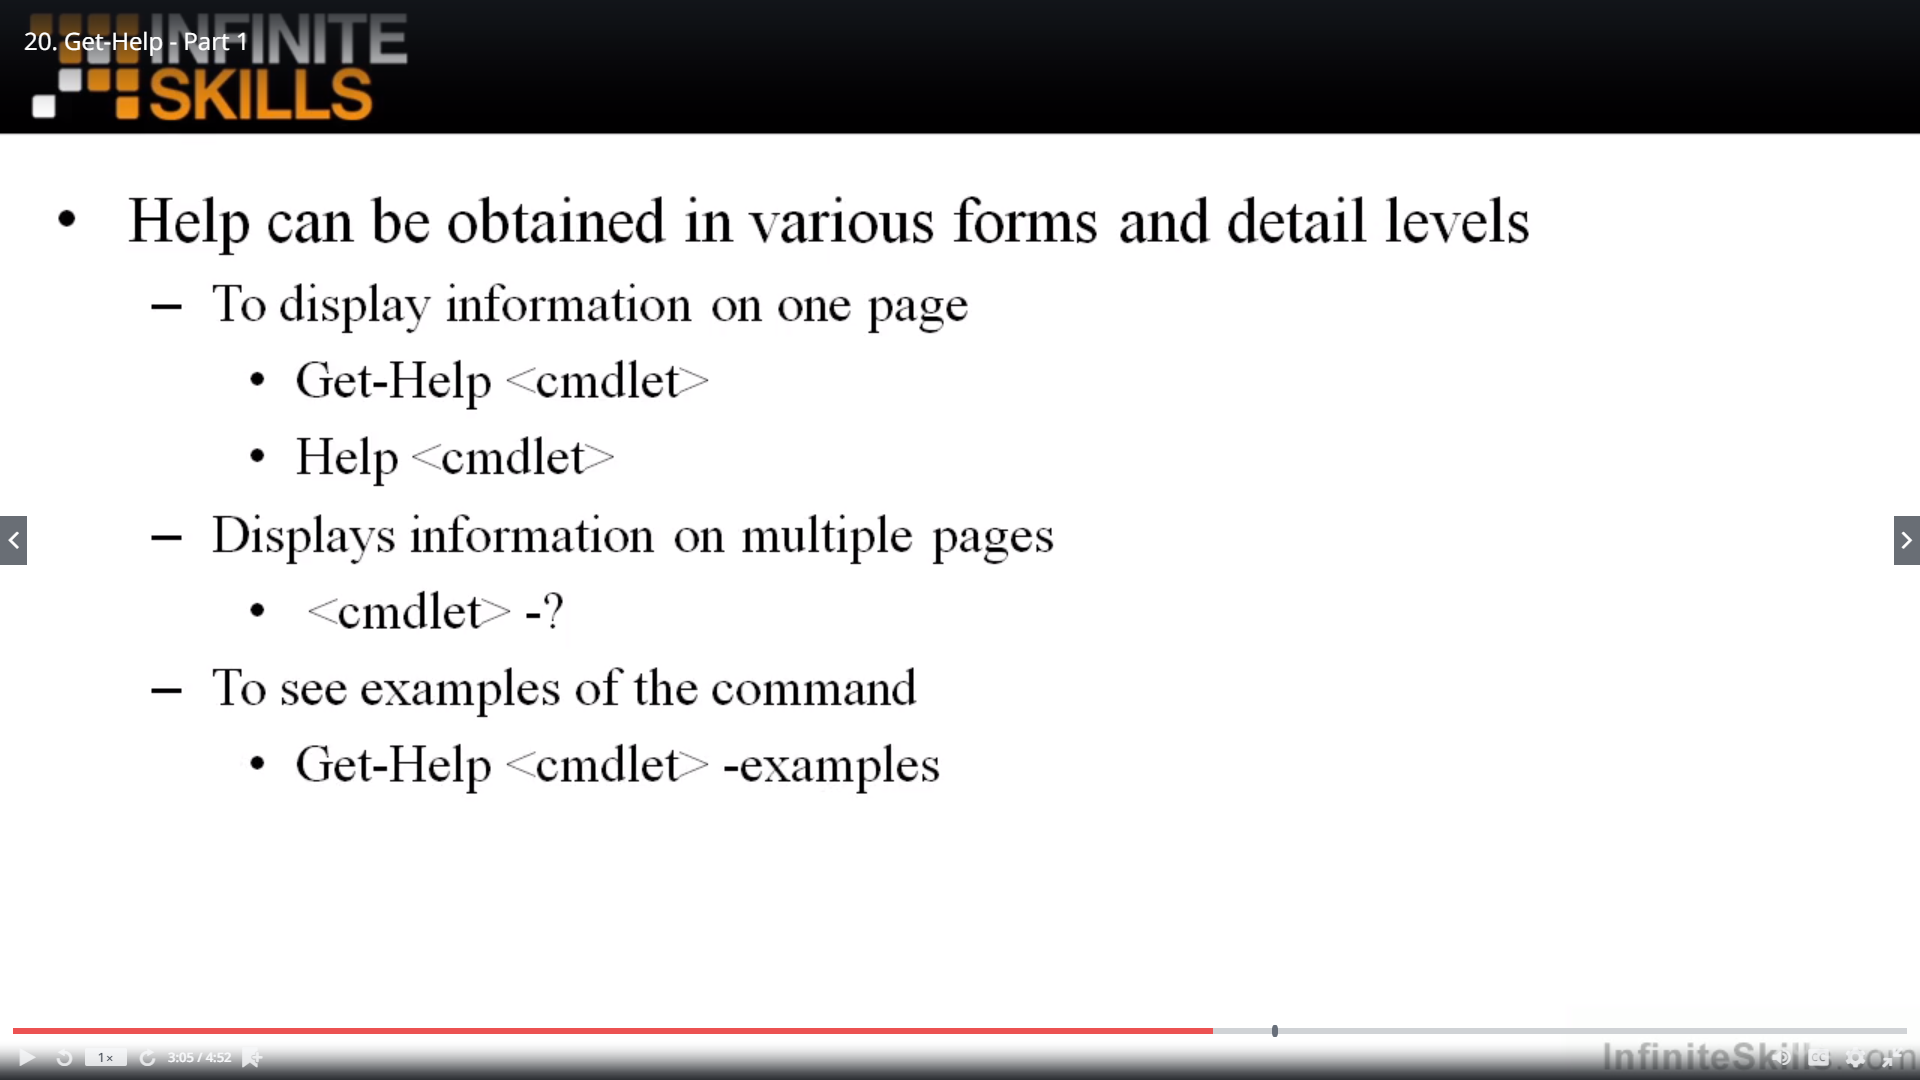 20. Get-Help - Part 1
INFINITE
SKILLS
• Help can be obtained in various forms and detail levels
– To display information on one page
• Get-Help <cmdlet>
• Help <cmdlet>
– Displays information on multiple pages
• <cmdlet> -?
– To see examples of the command
• Get-Help <cmdlet> -examples
1×
3:05 / 4:52
InfiniteSkills.com
CC